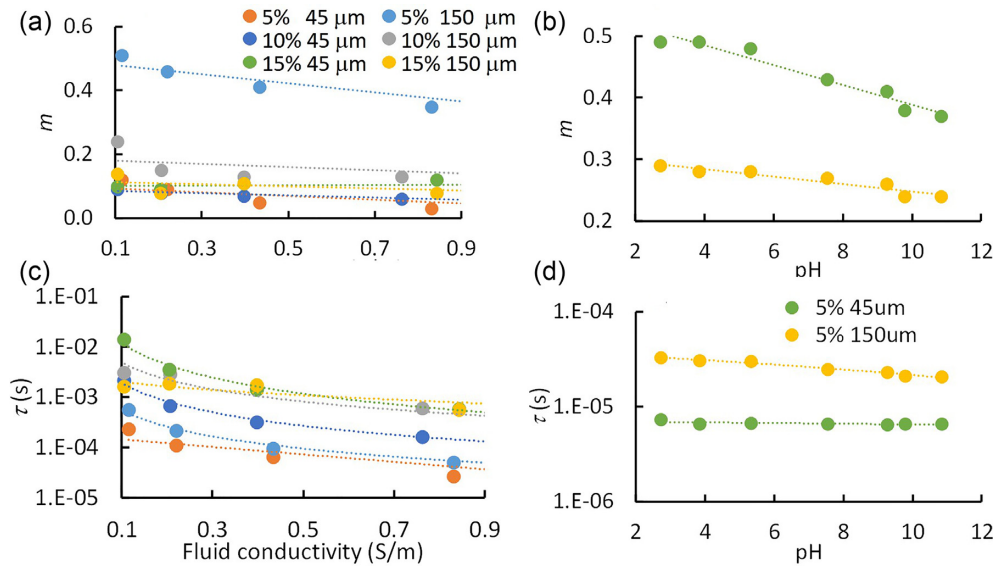 (a)
5% 45 µm
5% 150 µm
10% 45 µm
10% 150 µm
15% 45 µm
15% 150 µm
m
0.6
0.4
0.2
0.0
0.1 0.3 0.5 0.7 0.9
(b)
m
0.5
0.4
0.3
0.2
2 4 6 8 10 12
pH
(c)
τ (s)
1.E-01
1.E-02
1.E-03
1.E-04
1.E-05
0.1 0.3 0.5 0.7 0.9
Fluid conductivity (S/m)
(d)
5% 45um
5% 150um
τ (s)
1.E-04
1.E-05
1.E-06
2 4 6 8 10 12
pH